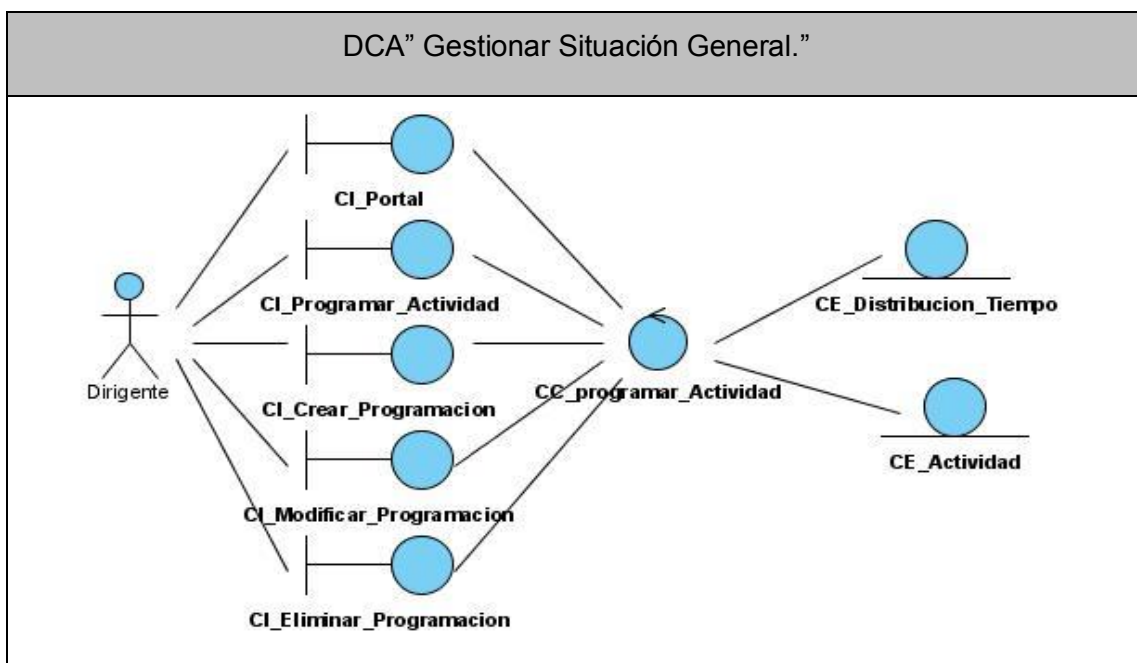 DCA” Gestionar Situación General.”
CI_Portal
CI_Programar_Actividad
CE_Distribucion_Tiempo
Dirigente
CI_Crear_Programacion
CC_programar_Actividad
CE_Actividad
CI_Modificar_Programacion
CI_Eliminar_Programacion